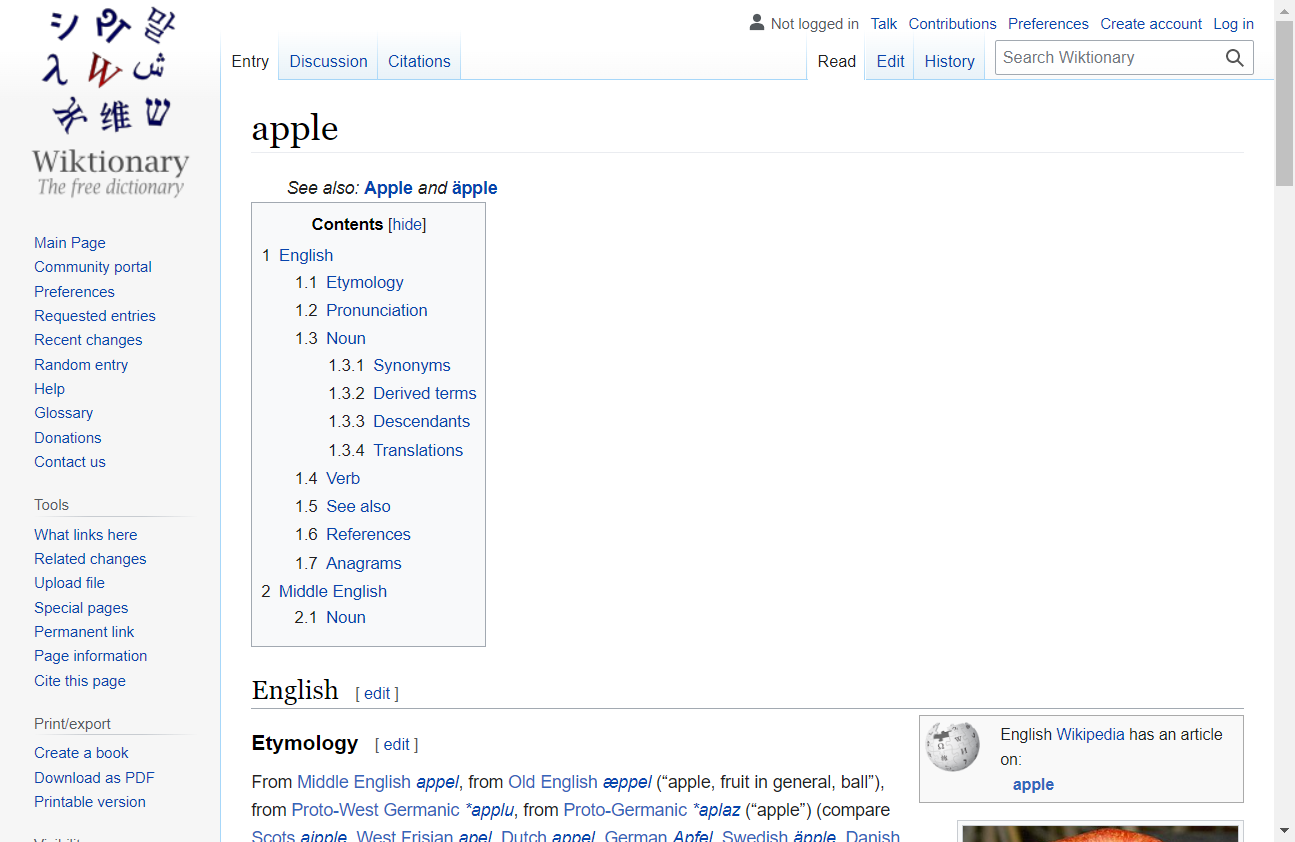 シ Ω 말
λ W ش
维 ש
Wiktionary
The free dictionary
Not logged in Talk Contributions Preferences Create account Log in
Entry Discussion Citations Read Edit History Search Wiktionary
apple
See also: Apple and äpple
Contents [hide]
1 English
1.1 Etymology
1.2 Pronunciation
1.3 Noun
1.3.1 Synonyms
1.3.2 Derived terms
1.3.3 Descendants
1.3.4 Translations
1.4 Verb
1.5 See also
1.6 References
1.7 Anagrams
2 Middle English
2.1 Noun
Main Page
Community portal
Preferences
Requested entries
Recent changes
Random entry
Help
Glossary
Donations
Contact us
Tools
What links here
Related changes
Upload file
Special pages
Permanent link
Page information
Cite this page
Print/export
Create a book
Download as PDF
Printable version
English [ edit ]
Etymology [ edit ]
From Middle English appel, from Old English æppel (“apple, fruit in general, ball”),
from Proto-West Germanic *applu, from Proto-Germanic *aplaz (“apple”) (compare
Scots aipple, West Frisian apel, Dutch appel, German Apfel, Swedish äpple, Danish
English Wikipedia has an article
on:
apple